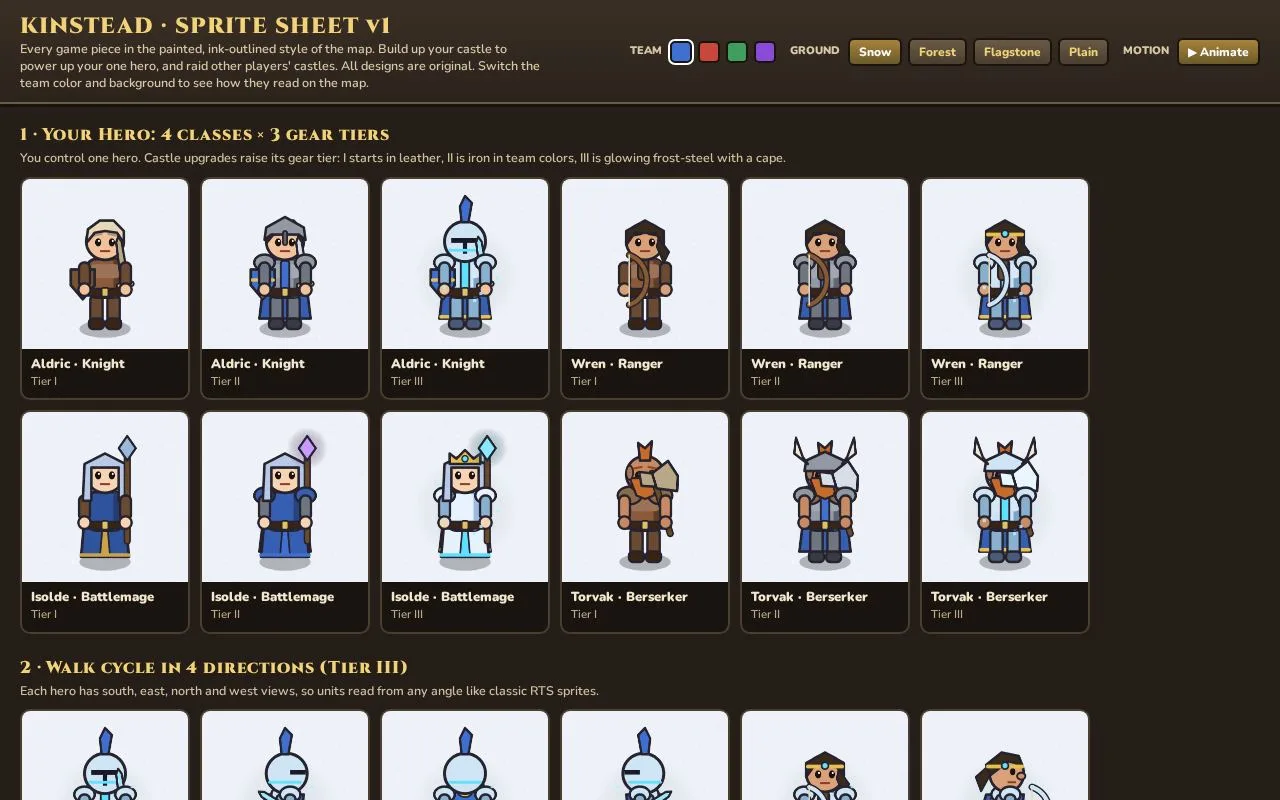 KINSTEAD · SPRITE SHEET V1
Every game piece in the painted, ink-outlined style of the map. Build up your castle to
power up your one hero, and raid other players' castles. All designs are original. Switch the
team color and background to see how they read on the map.
TEAM
GROUND
Snow
Forest
Flagstone
Plain
MOTION
▶ Animate
1 · Your Hero: 4 classes × 3 gear tiers
You control one hero. Castle upgrades raise its gear tier: I starts in leather, II is iron in team colors, III is glowing frost-steel with a cape.
Aldric · Knight
Tier I
Aldric · Knight
Tier II
Aldric · Knight
Tier III
Wren · Ranger
Tier I
Wren · Ranger
Tier II
Wren · Ranger
Tier III
Isolde · Battlemage
Tier I
Isolde · Battlemage
Tier II
Isolde · Battlemage
Tier III
Torvak · Berserker
Tier I
Torvak · Berserker
Tier II
Torvak · Berserker
Tier III
2 · Walk cycle in 4 directions (Tier III)
Each hero has south, east, north and west views, so units read from any angle like classic RTS sprites.